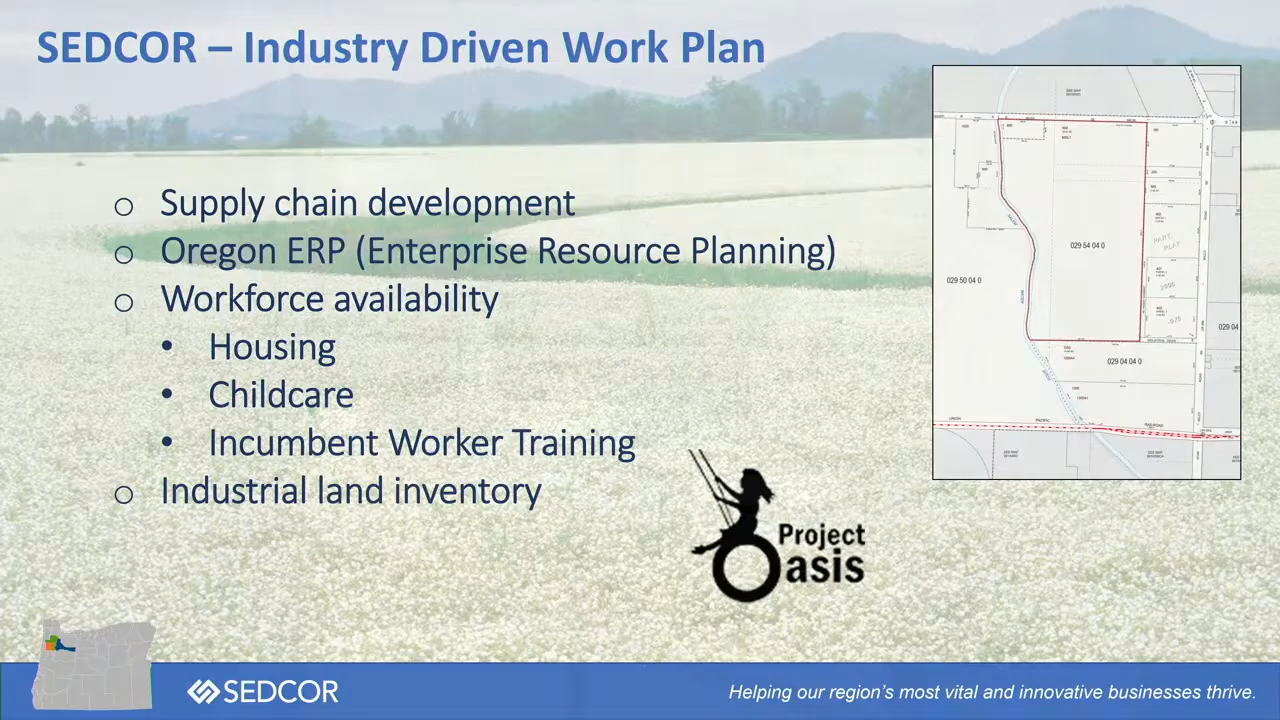 SEDCOR – Industry Driven Work Plan
o Supply chain development
o Oregon ERP (Enterprise Resource Planning)
o Workforce availability
• Housing
• Childcare
• Incumbent Worker Training
o Industrial land inventory
029 54 04 0
029 50 04 0
029 04
029 04 04 0
Project
Oasis
SEDCOR
Helping our region's most vital and innovative businesses thrive.